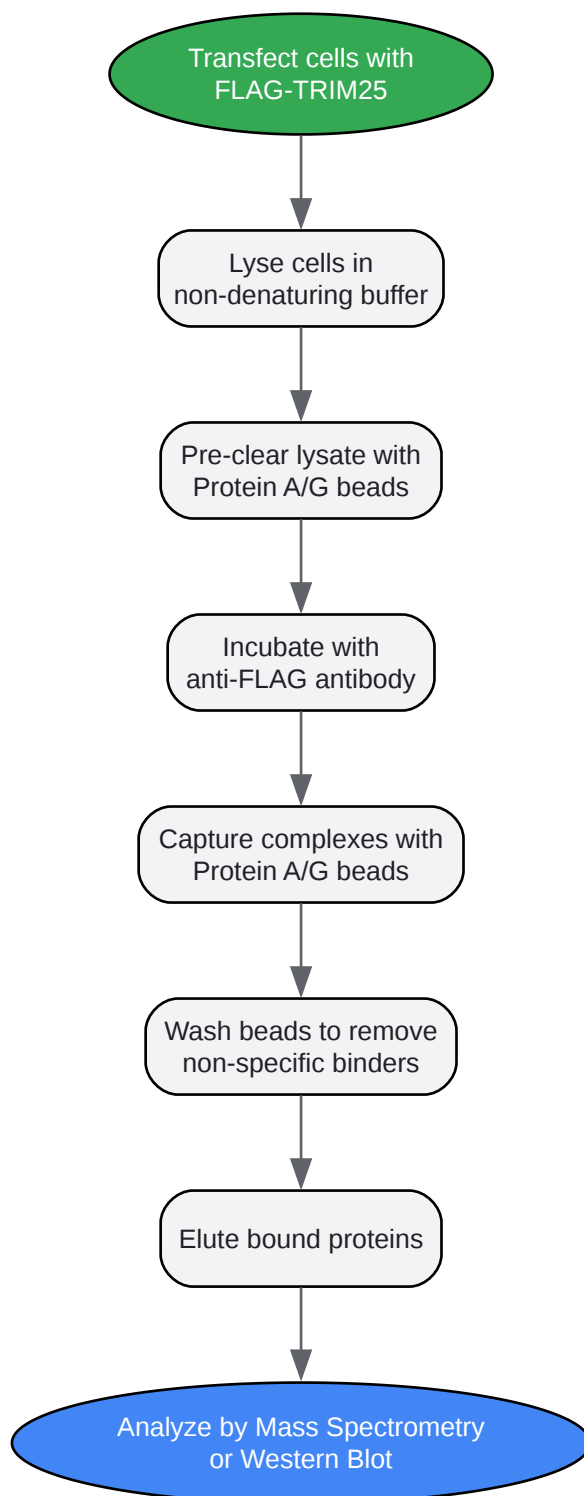 Transfect cells with
FLAG-TRIM25
Lyse cells in
non-denaturing buffer
Pre-clear lysate with
Protein A/G beads
Incubate with
anti-FLAG antibody
Capture complexes with
Protein A/G beads
Wash beads to remove
non-specific binders
Elute bound proteins
Analyze by Mass Spectrometry
or Western Blot